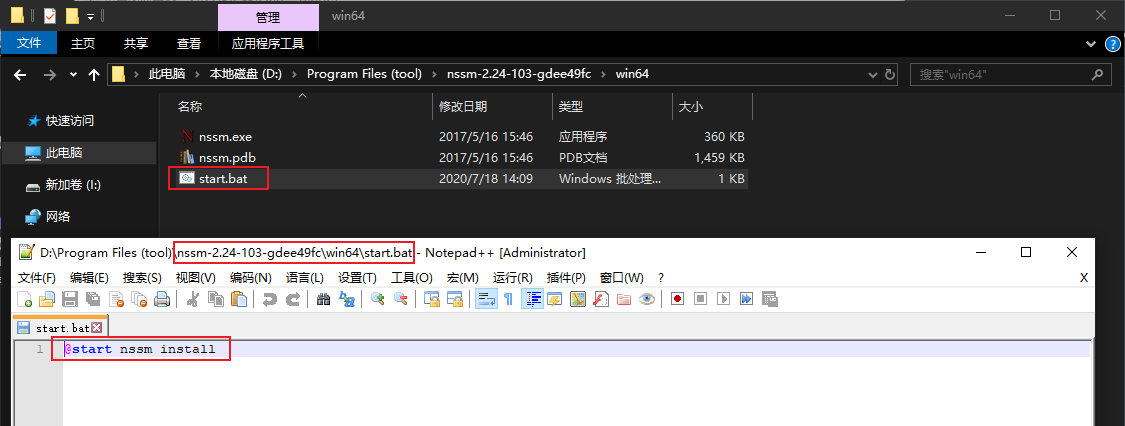 管理
win64
文件 主页 共享 查看 应用程序工具
此电脑 本地磁盘 (D:) Program Files (tool) nssm-2.24-103-gdee49fc win64 搜索"win64"
名称 修改日期 类型 大小
快速访问
此电脑
新加卷 (I:)
网络
nssm.exe 2017/5/16 15:46 应用程序 360 KB
nssm.pdb 2017/5/16 15:46 PDB文档 1,459 KB
start.bat 2020/7/18 14:09 Windows 批处理... 1 KB
D:\Program Files (tool)\nssm-2.24-103-gdee49fc\win64\start.bat - Notepad++ [Administrator]
文件(F) 编辑(E) 搜索(S) 视图(V) 编码(N) 语言(L) 设置(T) 工具(O) 宏(M) 运行(R) 插件(P) 窗口(W) ? X
start.bat
1 @start nssm install